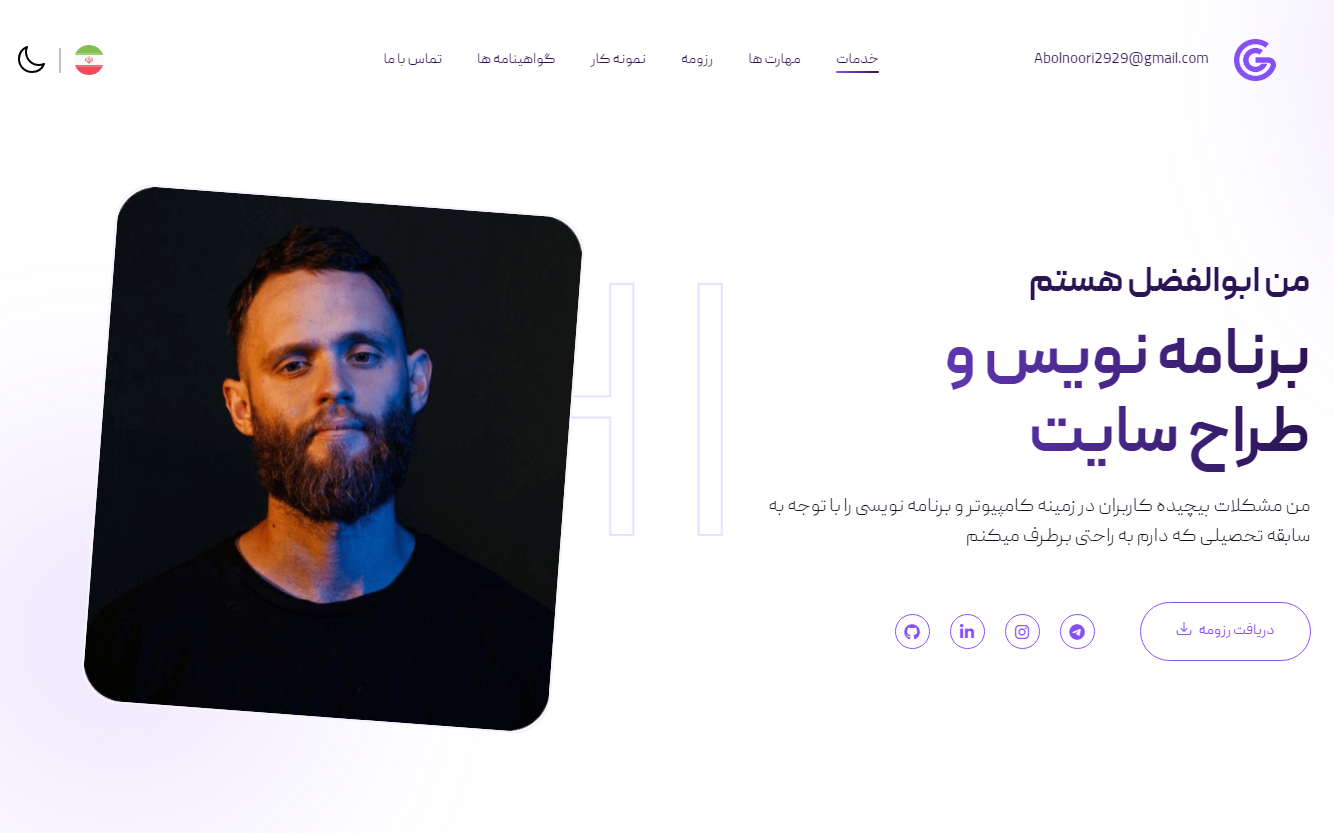 Abolnoori2929@gmail.com
خدمات
مهارت ها
رزومه
نمونه کار
گواهینامه ها
تماس با ما
HI
من ابوالفضل هستم
برنامه نویس و
طراح سایت
من مشکلات پیچیده کاربران در زمینه کامپیوتر و برنامه نویسی را با توجه به
سابقه تحصیلی که دارم به راحتی برطرف میکنم
دریافت رزومه
in